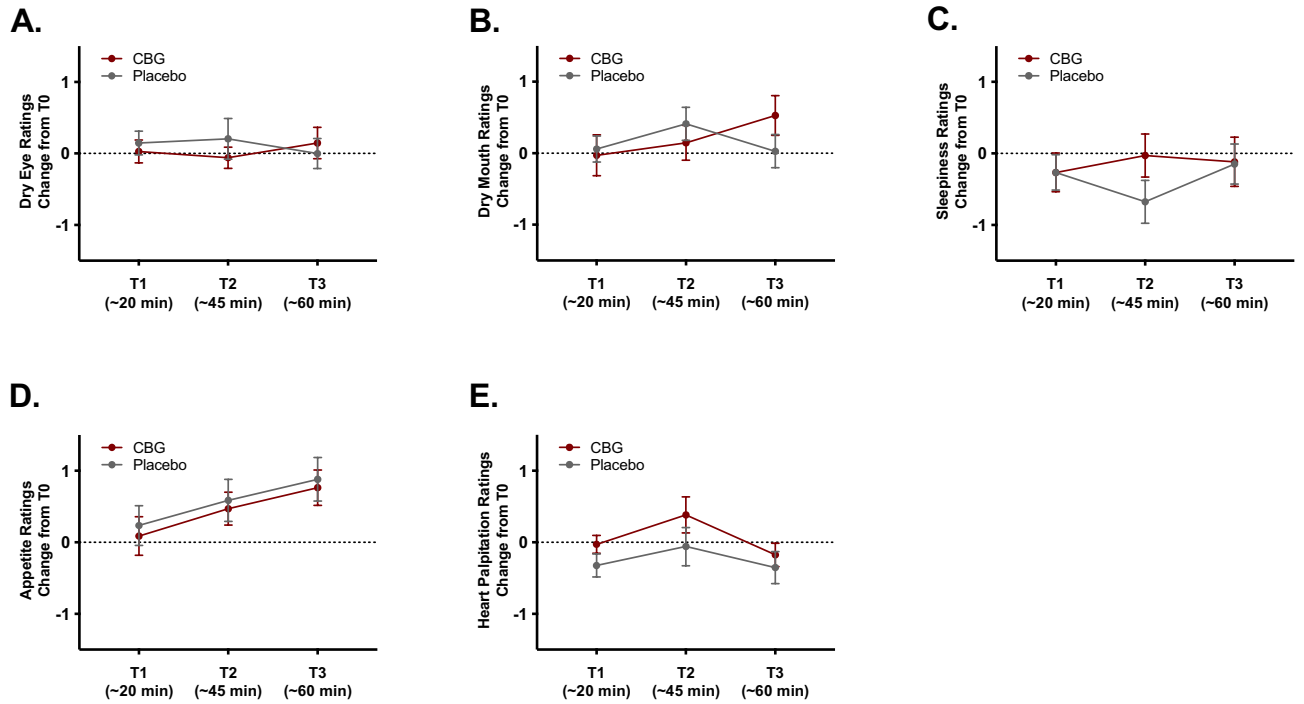 A.
CBG
Placebo
Dry Eye Ratings
Change from T0
1
0
-1
T1
(~20 min)
T2
(~45 min)
T3
(~60 min)
B.
CBG
Placebo
Dry Mouth Ratings
Change from T0
1
0
-1
T1
(~20 min)
T2
(~45 min)
T3
(~60 min)
C.
CBG
Placebo
Sleepiness Ratings
Change from T0
1
0
-1
T1
(~20 min)
T2
(~45 min)
T3
(~60 min)
D.
CBG
Placebo
Appetite Ratings
Change from T0
1
0
-1
T1
(~20 min)
T2
(~45 min)
T3
(~60 min)
E.
CBG
Placebo
Heart Palpitation Ratings
Change from T0
1
0
-1
T1
(~20 min)
T2
(~45 min)
T3
(~60 min)